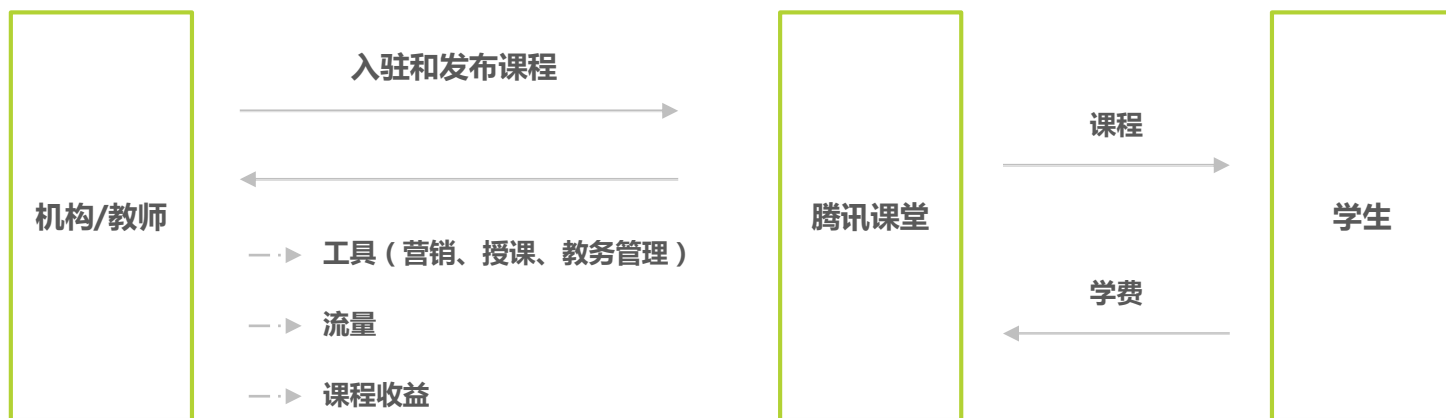 入驻和发布课程
课程
机构/教师
腾讯课堂
学生
工具（营销、授课、教务管理）
学费
流量
课程收益